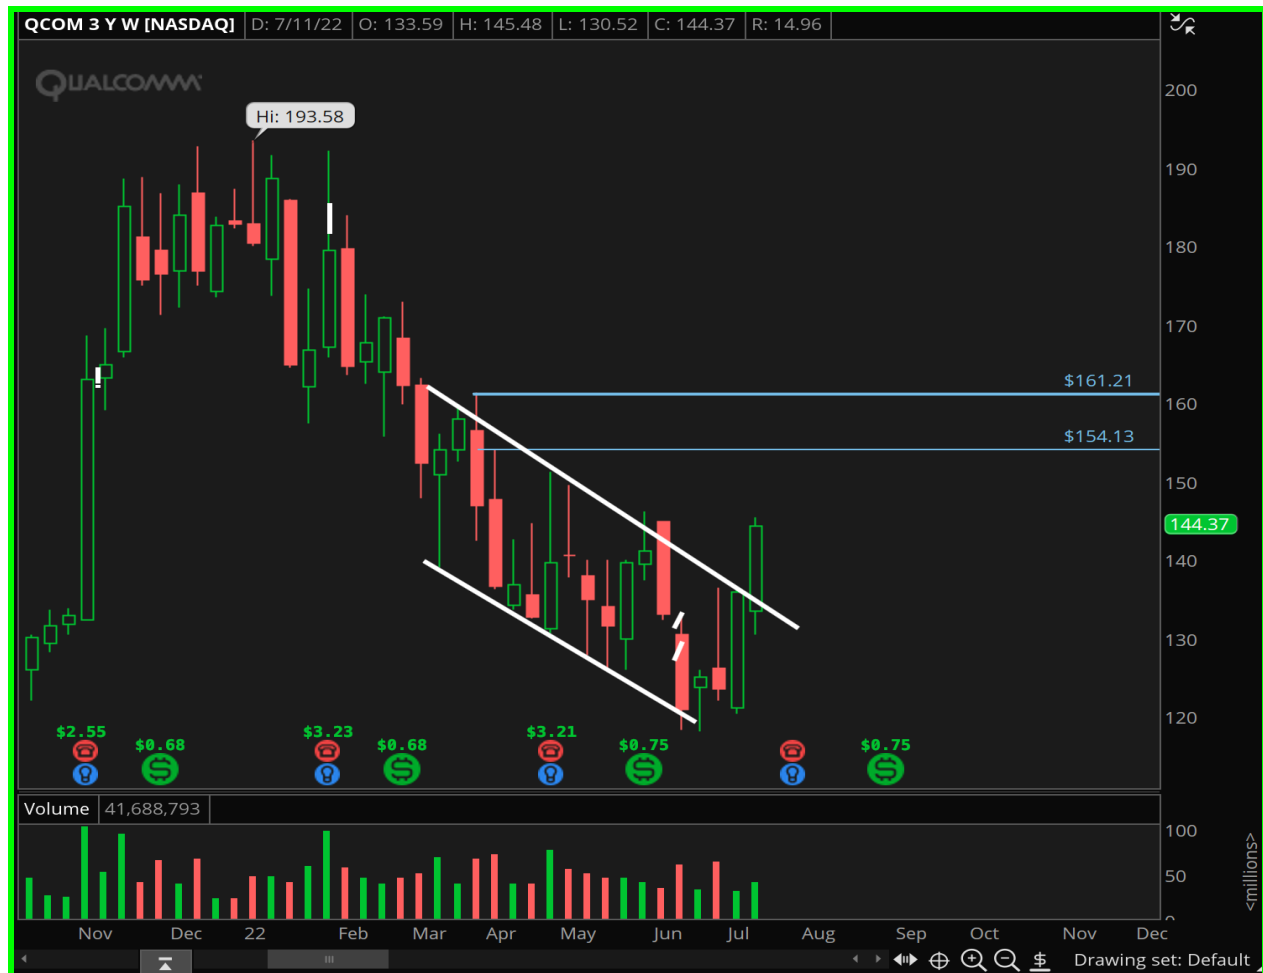 QCOM 3 Y W [NASDAQ] D: 7/11/22 O: 133.59 H: 145.48 L: 130.52 C: 144.37 R: 14.96
QUALCOMM
Hi: 193.58
200
190
180
170
$161.21
160
$154.13
150
144.37
140
130
120
$2.55 $0.68 $3.23 $0.68 $3.21 $0.75 $0.75
Volume 41,688,793
100
50
0
<millions>
Nov Dec 22 Feb Mar Apr May Jun Jul Aug Sep Oct Nov Dec
Drawing set: Default